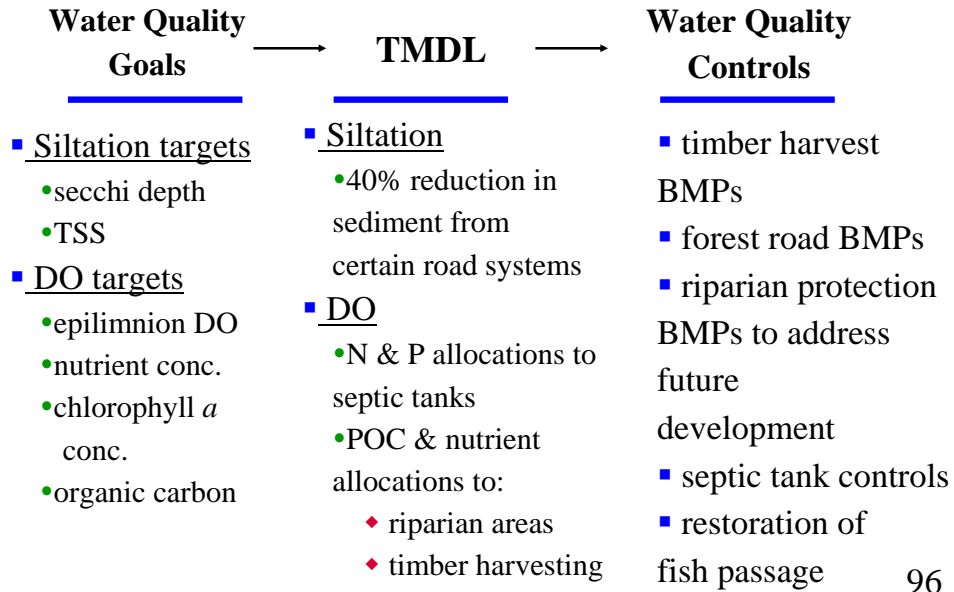 Water Quality
Goals
TMDL
Water Quality
Controls
▪ Siltation targets
•secchi depth
•TSS
▪ DO targets
•epilimnion DO
•nutrient conc.
•chlorophyll a
conc.
•organic carbon
▪ Siltation
•40% reduction in
sediment from
certain road systems
▪ DO
•N & P allocations to
septic tanks
•POC & nutrient
allocations to:
◆ riparian areas
◆ timber harvesting
▪ timber harvest
BMPs
▪ forest road BMPs
▪ riparian protection
BMPs to address
future
development
▪ septic tank controls
▪ restoration of
fish passage
96